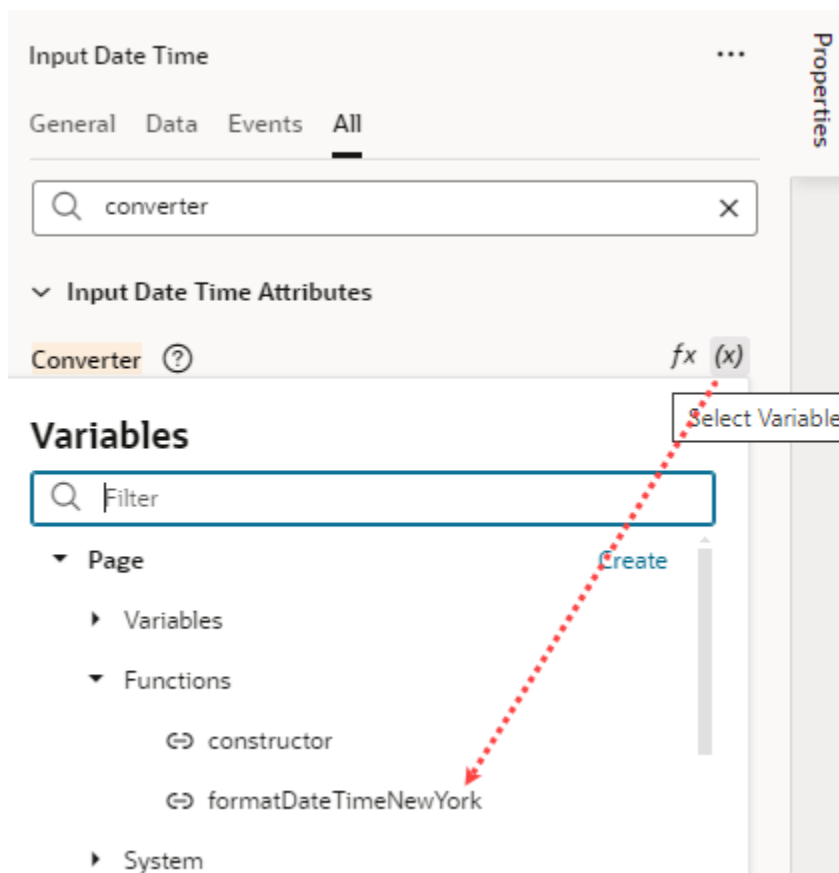 Input Date Time
Properties
General Data Events All
converter
Input Date Time Attributes
Converter ? fx (x)
Select Variable
Variables
Filter
Page Create
Variables
Functions
constructor
formatDateTimeNewYork
System